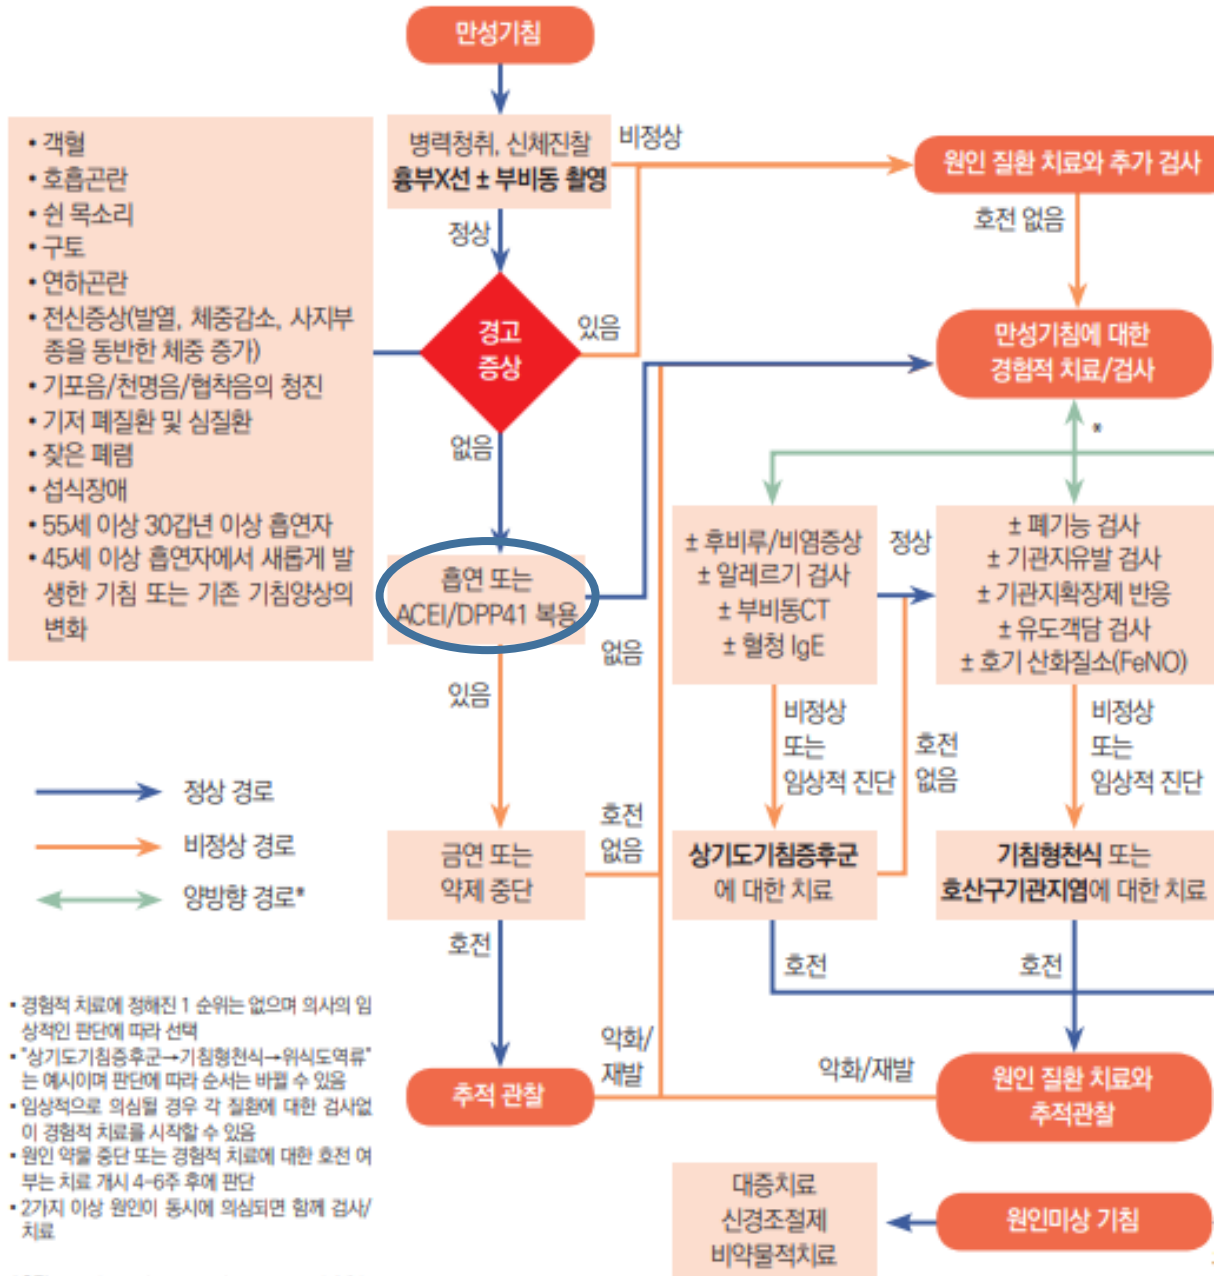 만성기침
병력청취, 신체진찰
흉부X선 ± 부비동 촬영
비정상
원인 질환 치료와 추가 검사
호전 없음
정상
• 객혈
• 호흡곤란
• 쉰 목소리
• 구토
• 연하곤란
• 전신증상(발열, 체중감소, 사지부
종을 동반한 체중 증가)
• 기포음/천명음/협착음의 청진
• 기저 폐질환 및 심질환
• 잦은 폐렴
• 섭식장애
• 55세 이상 30갑년 이상 흡연자
• 45세 이상 흡연자에서 새롭게 발
생한 기침 또는 기존 기침양상의
변화
경고
증상
있음
없음
만성기침에 대한
경험적 치료/검사
*
흡연 또는
ACEI/DPP41 복용
없음
있음
± 후비루/비염증상
± 알레르기 검사
± 부비동CT
± 혈청 IgE
정상
± 폐기능 검사
± 기관지유발 검사
± 기관지확장제 반응
± 유도객담 검사
± 호기 산화질소(FeNO)
비정상
또는
임상적 진단
호전
없음
비정상
또는
임상적 진단
정상 경로
비정상 경로
양방향 경로*
금연 또는
약제 중단
호전
없음
상기도기침증후군
에 대한 치료
기침형천식 또는
호산구기관지염에 대한 치료
호전
호전
호전
• 경험적 치료에 정해진 1 순위는 없으며 의사의 임
상적인 판단에 따라 선택
• "상기도기침증후군→기침형천식→위식도역류"
는 예시이며 판단에 따라 순서는 바뀔 수 있음
• 임상적으로 의심될 경우 각 질환에 대한 검사없
이 경험적 치료를 시작할 수 있음
• 원인 약물 중단 또는 경험적 치료에 대한 호전 여
부는 치료 개시 4-6주 후에 판단
• 2가지 이상 원인이 동시에 의심되면 함께 검사/
치료
추적 관찰
악화/
재발
악화/재발
원인 질환 치료와
추적관찰
대증치료
신경조절제
비약물적치료
원인미상 기침